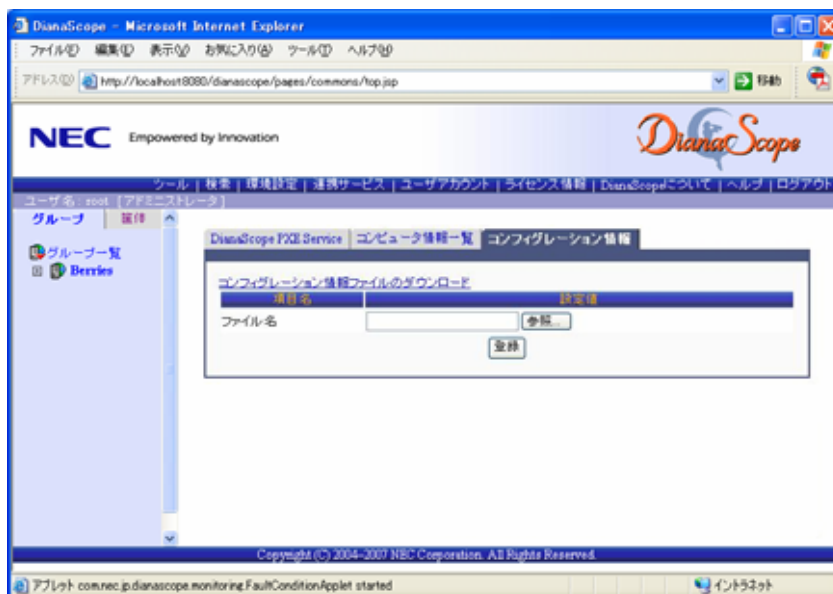 DianaScope - Microsoft Internet Explorer
ファイル(F) 編集(E) 表示(V) お気に入り(A) ツール(T) ヘルプ(H)
アドレス(D) http://localhost:8080/dianascope/pages/commons/top.jsp 移動
NEC Empowered by Innovation DianaScope
ツール | 検索 | 環境設定 | 連携サービス | ユーザアカウント | ライセンス情報 | DianaScopeについて | ヘルプ | ログアウト
ユーザ名 : root [アドミニストレータ]
グループ 筐体
DianaScope PXE Service コンピュータ情報一覧 コンフィグレーション情報
グループ一覧
Berries
コンフィグレーション情報ファイルのダウンロード
項目名 設定値
ファイル名 参照...
登録
Copyright (C) 2004-2007 NEC Corporation. All Rights Reserved.
アプレット com.nec.jp.dianascope.monitoring.FaultConditionApplet started イントラネット